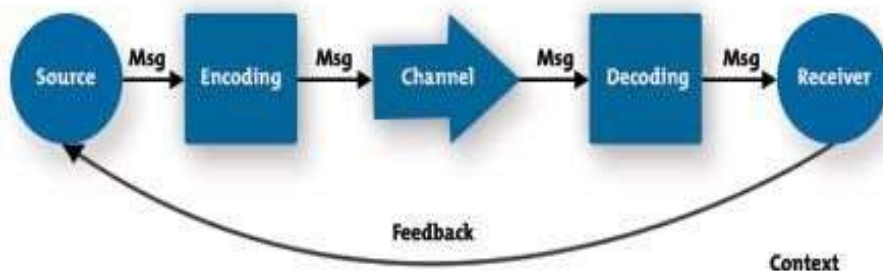 Msg Msg Msg Msg
Source Encoding Channel Decoding Receiver
Feedback
Context